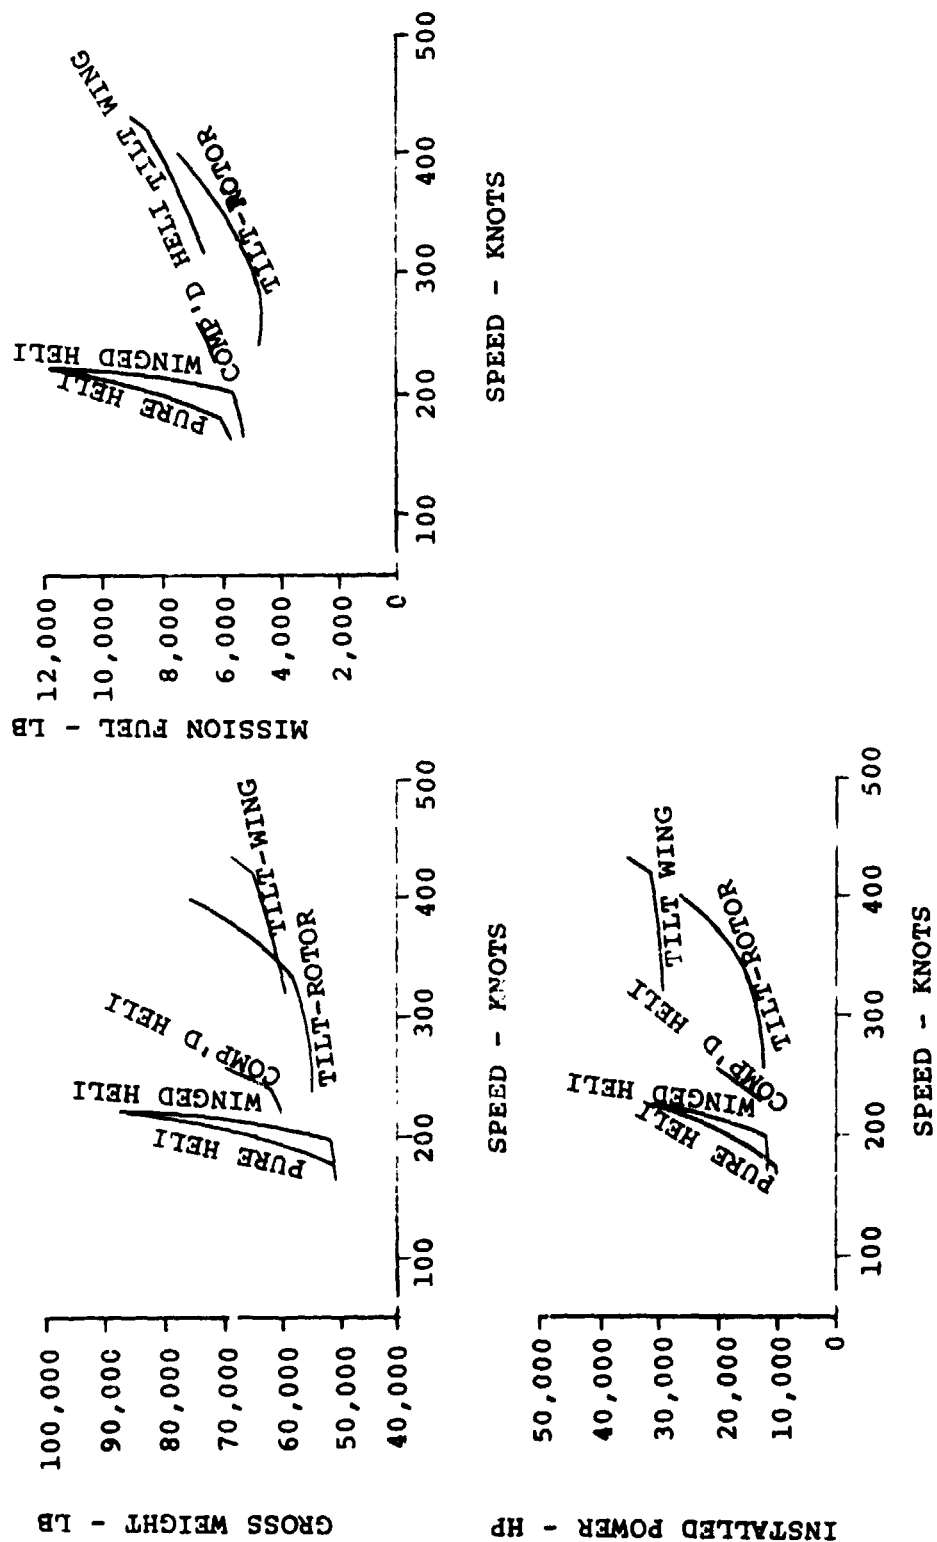 GROSS WEIGHT - LB
100,000
90,00C
80,000
70,000
60,000
50,000
40,000
PURE HELI
WINGED HELI
COMP'D HELI
TILT-ROTOR
TILT-WING
100
200
300
400
500
SPEED - KNOTS
MISSION FUEL - LB
12,000
10,000
8,000
6,000
4,000
2,000
0
PURE HELI
WINGED HELI
COMP'D HELI
TILT WING
TILT-ROTOR
100
200
300
400
500
SPEED - KNOTS
INSTALLED POWER - HP
50,000
40,000
30,000
20,000
10,000
0
PURE HELI
WINGED HELI
COMP'D HELI
TILT WING
TILT-ROTOR
100
200
300
400
500
SPEED - KNOTS